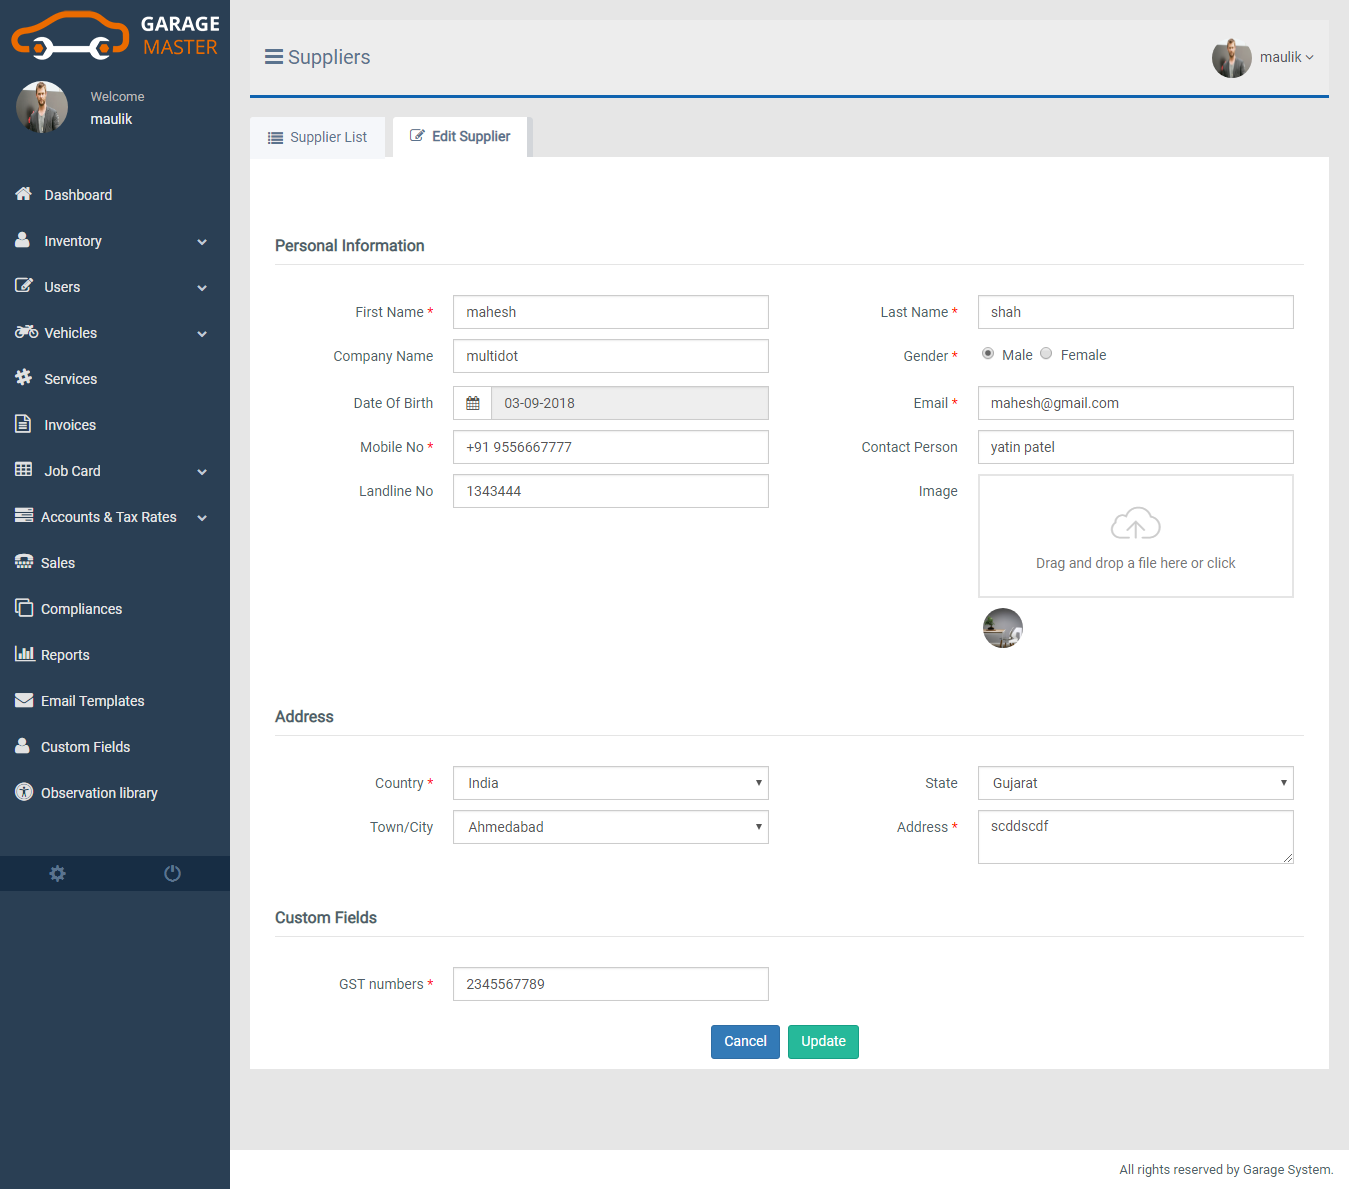 GARAGE
MASTER
Welcome
maulik
Dashboard
Inventory
Users
Vehicles
Services
Invoices
Job Card
Accounts & Tax Rates
Sales
Compliances
Reports
Email Templates
Custom Fields
Observation library
Suppliers
maulik
Supplier List
Edit Supplier
Personal Information
First Name * mahesh
Last Name * shah
Company Name multidot
Gender * Male Female
Date Of Birth 03-09-2018
Email * mahesh@gmail.com
Mobile No * +91 9556667777
Contact Person yatin patel
Landline No 1343444
Image
Drag and drop a file here or click
Address
Country * India
State Gujarat
Town/City Ahmedabad
Address * scddscdf
Custom Fields
GST numbers * 2345567789
Cancel Update
All rights reserved by Garage System.